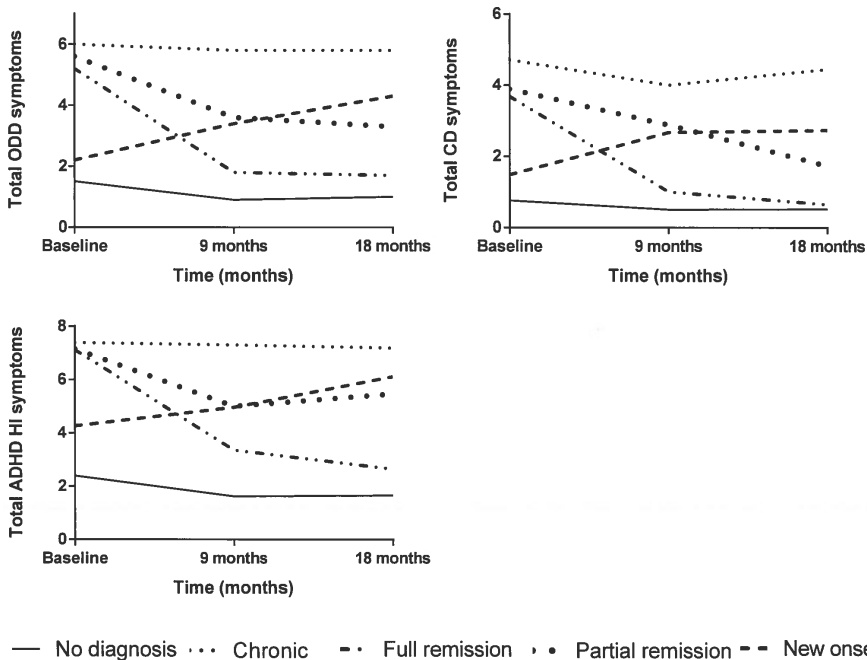 Total ODD symptoms
6
4
2
0
Baseline
9 months
18 months
Time (months)
Total CD symptoms
6
4
2
0
Baseline
9 months
18 months
Time (months)
Total ADHD HI symptoms
8
6
4
2
0
Baseline
9 months
18 months
Time (months)
No diagnosis
Chronic
Full remission
Partial remission
New ons